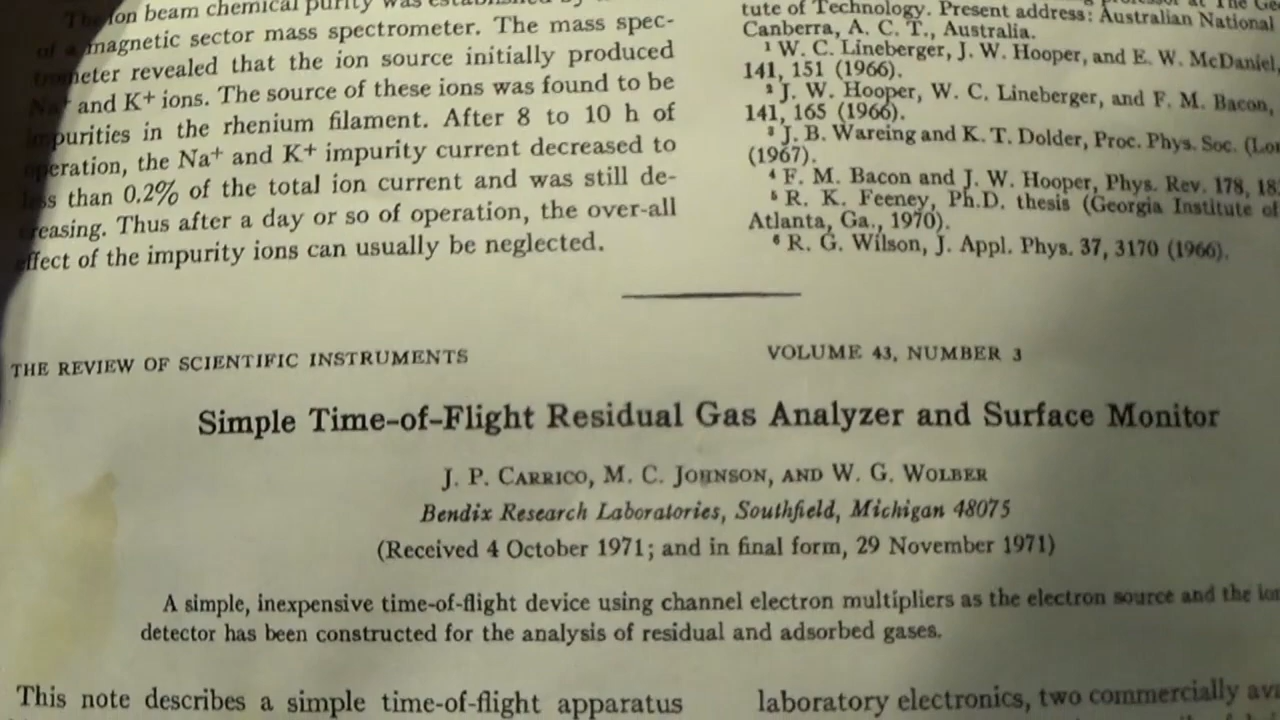 The ion beam chemical purity was
of a magnetic sector mass spectrometer. The mass spec-
trometer revealed that the ion source initially produced
Na+ and K+ ions. The source of these ions was found to be
impurities in the rhenium filament. After 8 to 10 h of
operation, the Na+ and K+ impurity current decreased to
less than 0.2% of the total ion current and was still de-
creasing. Thus after a day or so of operation, the over-all
effect of the impurity ions can usually be neglected.
tute of Technology. Present address: Australian National
Canberra, A. C. T., Australia.
¹ W. C. Lineberger, J. W. Hooper, and E. W. McDaniel,
141, 151 (1966).
² J. W. Hooper, W. C. Lineberger, and F. M. Bacon,
141, 165 (1966).
³ J. B. Wareing and K. T. Dolder, Proc. Phys. Soc. (Lon
(1967).
⁴ F. M. Bacon and J. W. Hooper, Phys. Rev. 178, 18
⁵ R. K. Feeney, Ph.D. thesis (Georgia Institute of
Atlanta, Ga., 1970).
⁶ R. G. Wilson, J. Appl. Phys. 37, 3170 (1966).
THE REVIEW OF SCIENTIFIC INSTRUMENTS
VOLUME 43, NUMBER 3
Simple Time-of-Flight Residual Gas Analyzer and Surface Monitor
J. P. CARRICO, M. C. JOHNSON, AND W. G. WOLBER
Bendix Research Laboratories, Southfield, Michigan 48075
(Received 4 October 1971; and in final form, 29 November 1971)
A simple, inexpensive time-of-flight device using channel electron multipliers as the electron source and the ion
detector has been constructed for the analysis of residual and adsorbed gases.
This note describes a simple time-of-flight apparatus
laboratory electronics, two commercially